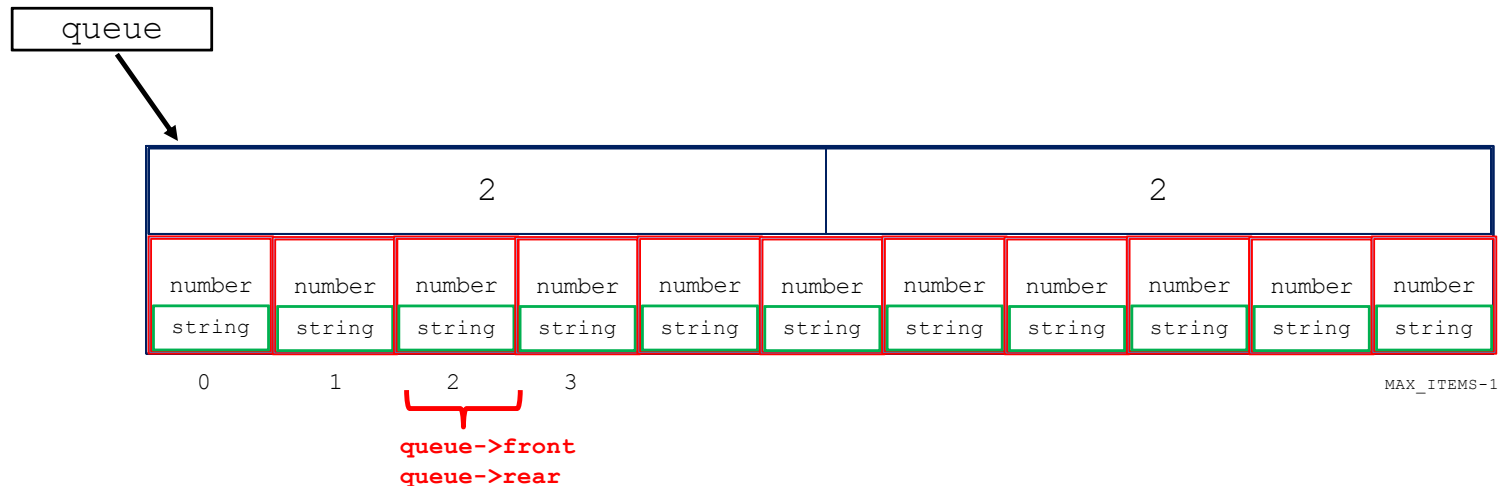 queue
2 2
number number number number number number number number number number number
string string string string string string string string string string string
0 1 2 3 MAX_ITEMS-1
queue->front
queue->rear